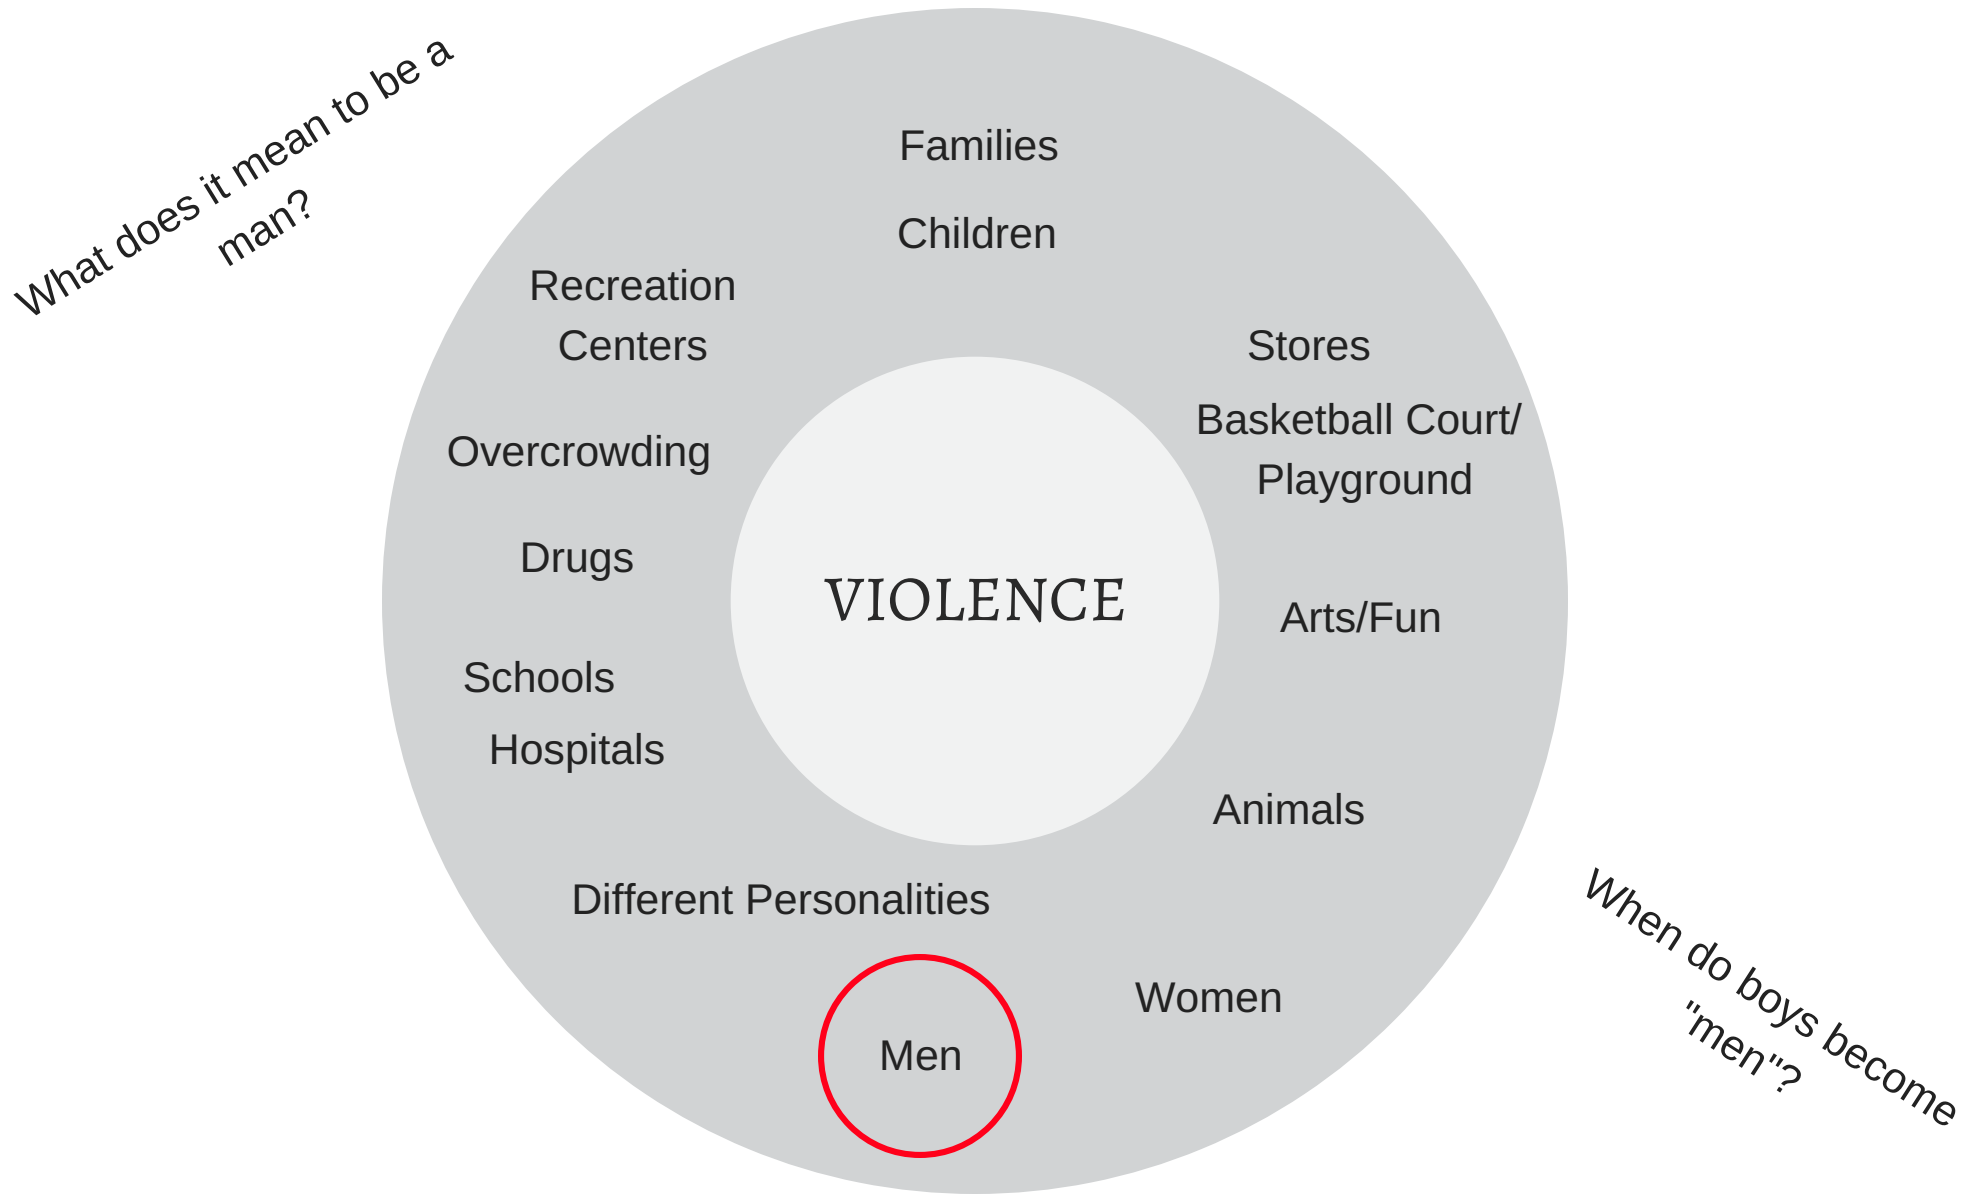 What does it mean to be a
man?
Families
Children
Recreation
Centers
Stores
Basketball Court/
Playground
Overcrowding
Drugs
VIOLENCE
Arts/Fun
Schools
Hospitals
Animals
Different Personalities
Women
Men
When do boys become
"men"?